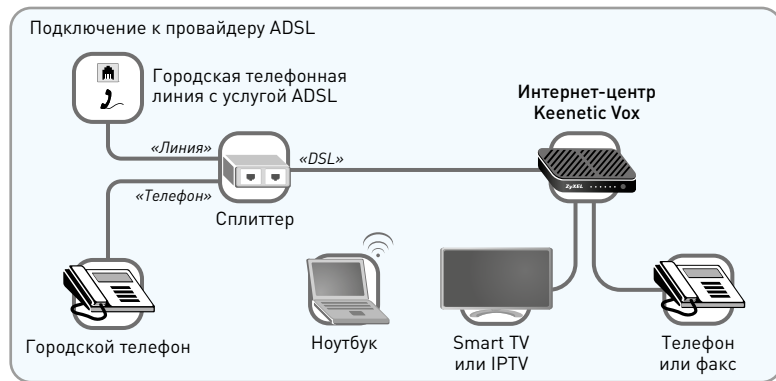 Подключение к провайдеру ADSL
Городская телефонная
линия с услугой ADSL
Интернет-центр
Keenetic Vox
«Линия»
«DSL»
«Телефон»
ZyXEL
Сплиттер
Городской телефон
Ноутбук
Smart TV
или IPTV
Телефон
или факс